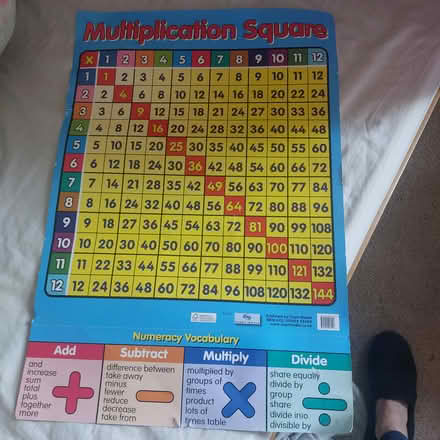 Multiplication Square
× 1 2 3 4 5 6 7 8 9 10 11 12
1 1 2 3 4 5 6 7 8 9 10 11 12
2 2 4 6 8 10 12 14 16 18 20 22 24
3 3 6 9 12 15 18 21 24 27 30 33 36
4 4 8 12 16 20 24 28 32 36 40 44 48
5 5 10 15 20 25 30 35 40 45 50 55 60
6 6 12 18 24 30 36 42 48 54 60 66 72
7 7 14 21 28 35 42 49 56 63 70 77 84
8 8 16 24 32 40 48 56 64 72 80 88 96
9 9 18 27 36 45 54 63 72 81 90 99 108
10 10 20 30 40 50 60 70 80 90 100 110 120
11 11 22 33 44 55 66 77 88 99 110 121 132
12 12 24 36 48 60 72 84 96 108 120 132 144
Numeracy Vocabulary
Add
and
increase
sum
total
plus
together
more
Subtract
difference between
take away
minus
fewer
reduce
decrease
take from
Multiply
multiplied by
groups of
times
product
lots of
times table
Divide
share equally
divide by
group
share
divide into
divisible by